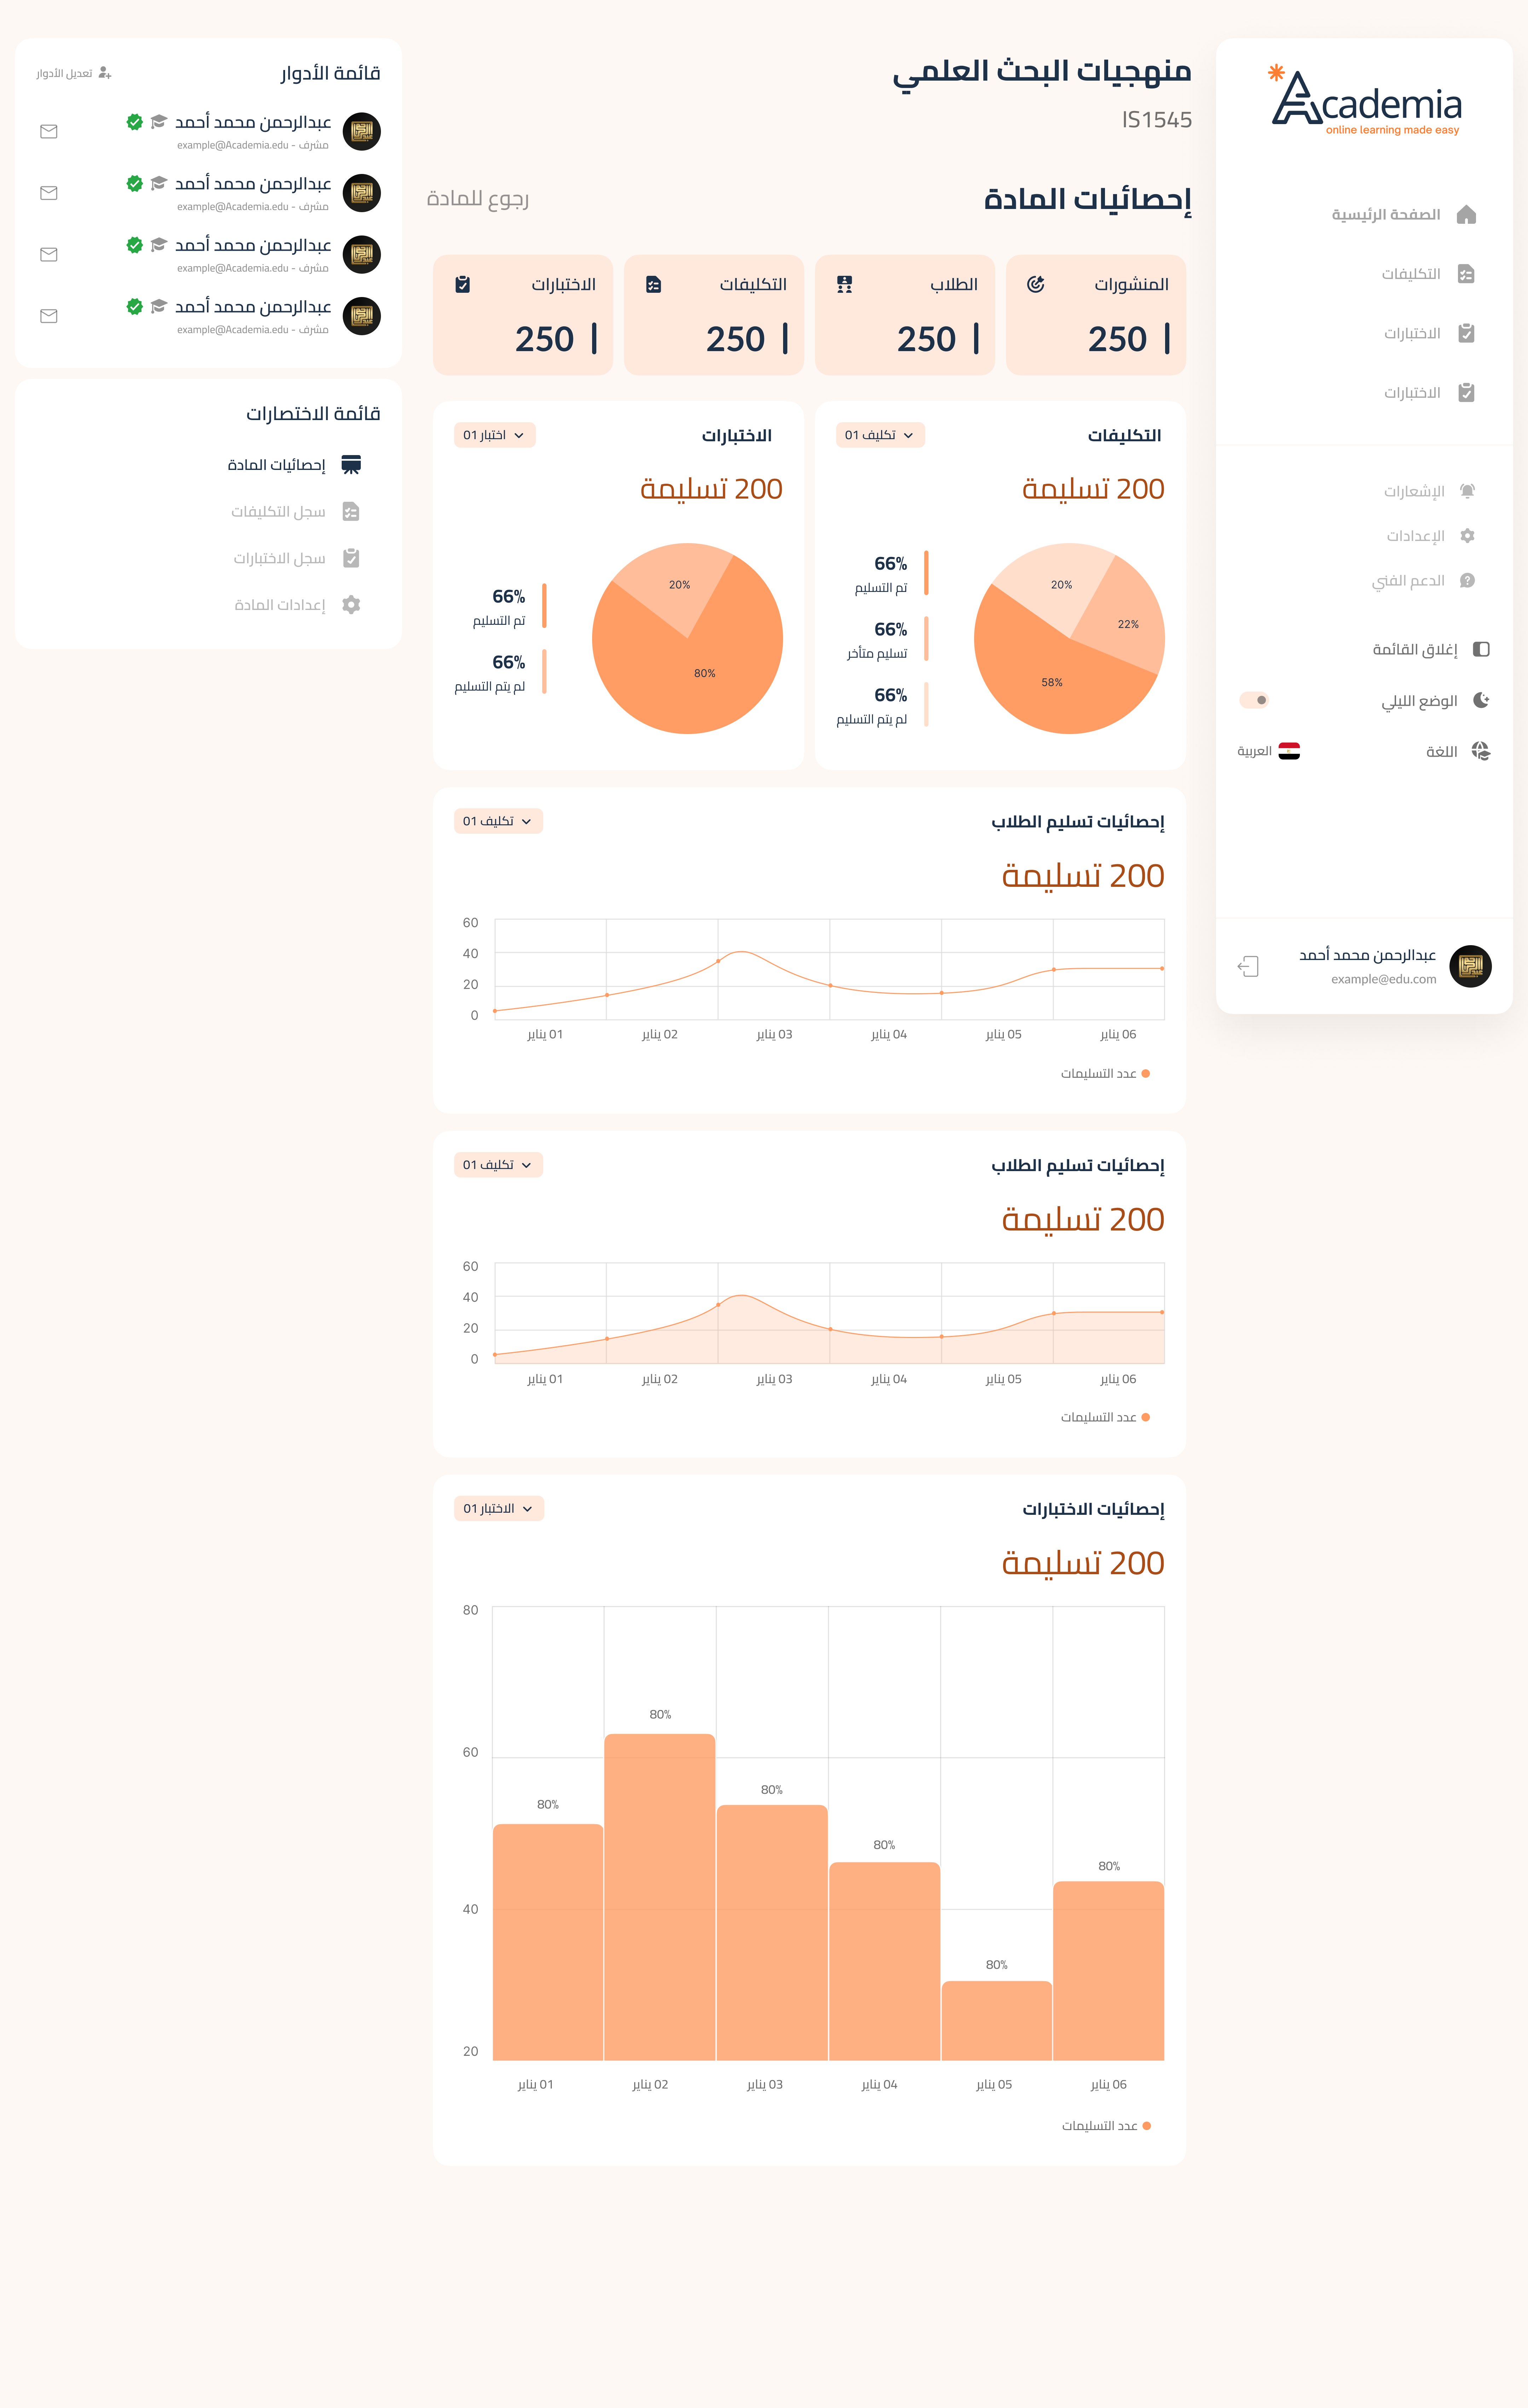 Academia
online learning made easy
الصفحة الرئيسية
التكليفات
الاختبارات
الاختبارات
الإشعارات
الإعدادات
الدعم الفني
إغلاق القائمة
الوضع الليلي
اللغة
العربية
عبدالرحمن محمد أحمد
example@edu.com
منهجيات البحث العلمي
IS1545
إحصائيات المادة
رجوع للمادة
المنشورات
250
الطلاب
250
التكليفات
250
الاختبارات
250
التكليفات
تكليف 01
200 تسليمة
20%
22%
58%
66%
تم التسليم
66%
تسليم متأخر
66%
لم يتم التسليم
الاختبارات
اختبار 01
200 تسليمة
20%
80%
66%
تم التسليم
66%
لم يتم التسليم
إحصائيات تسليم الطلاب
تكليف 01
200 تسليمة
60
40
20
0
01 يناير
02 يناير
03 يناير
04 يناير
05 يناير
06 يناير
عدد التسليمات
إحصائيات تسليم الطلاب
تكليف 01
200 تسليمة
60
40
20
0
01 يناير
02 يناير
03 يناير
04 يناير
05 يناير
06 يناير
عدد التسليمات
إحصائيات الاختبارات
الاختبار 01
200 تسليمة
80
60
40
20
80%
80%
80%
80%
80%
80%
01 يناير
02 يناير
03 يناير
04 يناير
05 يناير
06 يناير
عدد التسليمات
قائمة الأدوار
تعديل الأدوار
عبدالرحمن محمد أحمد
مشرف - example@Academia.edu
عبدالرحمن محمد أحمد
مشرف - example@Academia.edu
عبدالرحمن محمد أحمد
مشرف - example@Academia.edu
عبدالرحمن محمد أحمد
مشرف - example@Academia.edu
قائمة الاختصارات
إحصائيات المادة
سجل التكليفات
سجل الاختبارات
إعدادات المادة